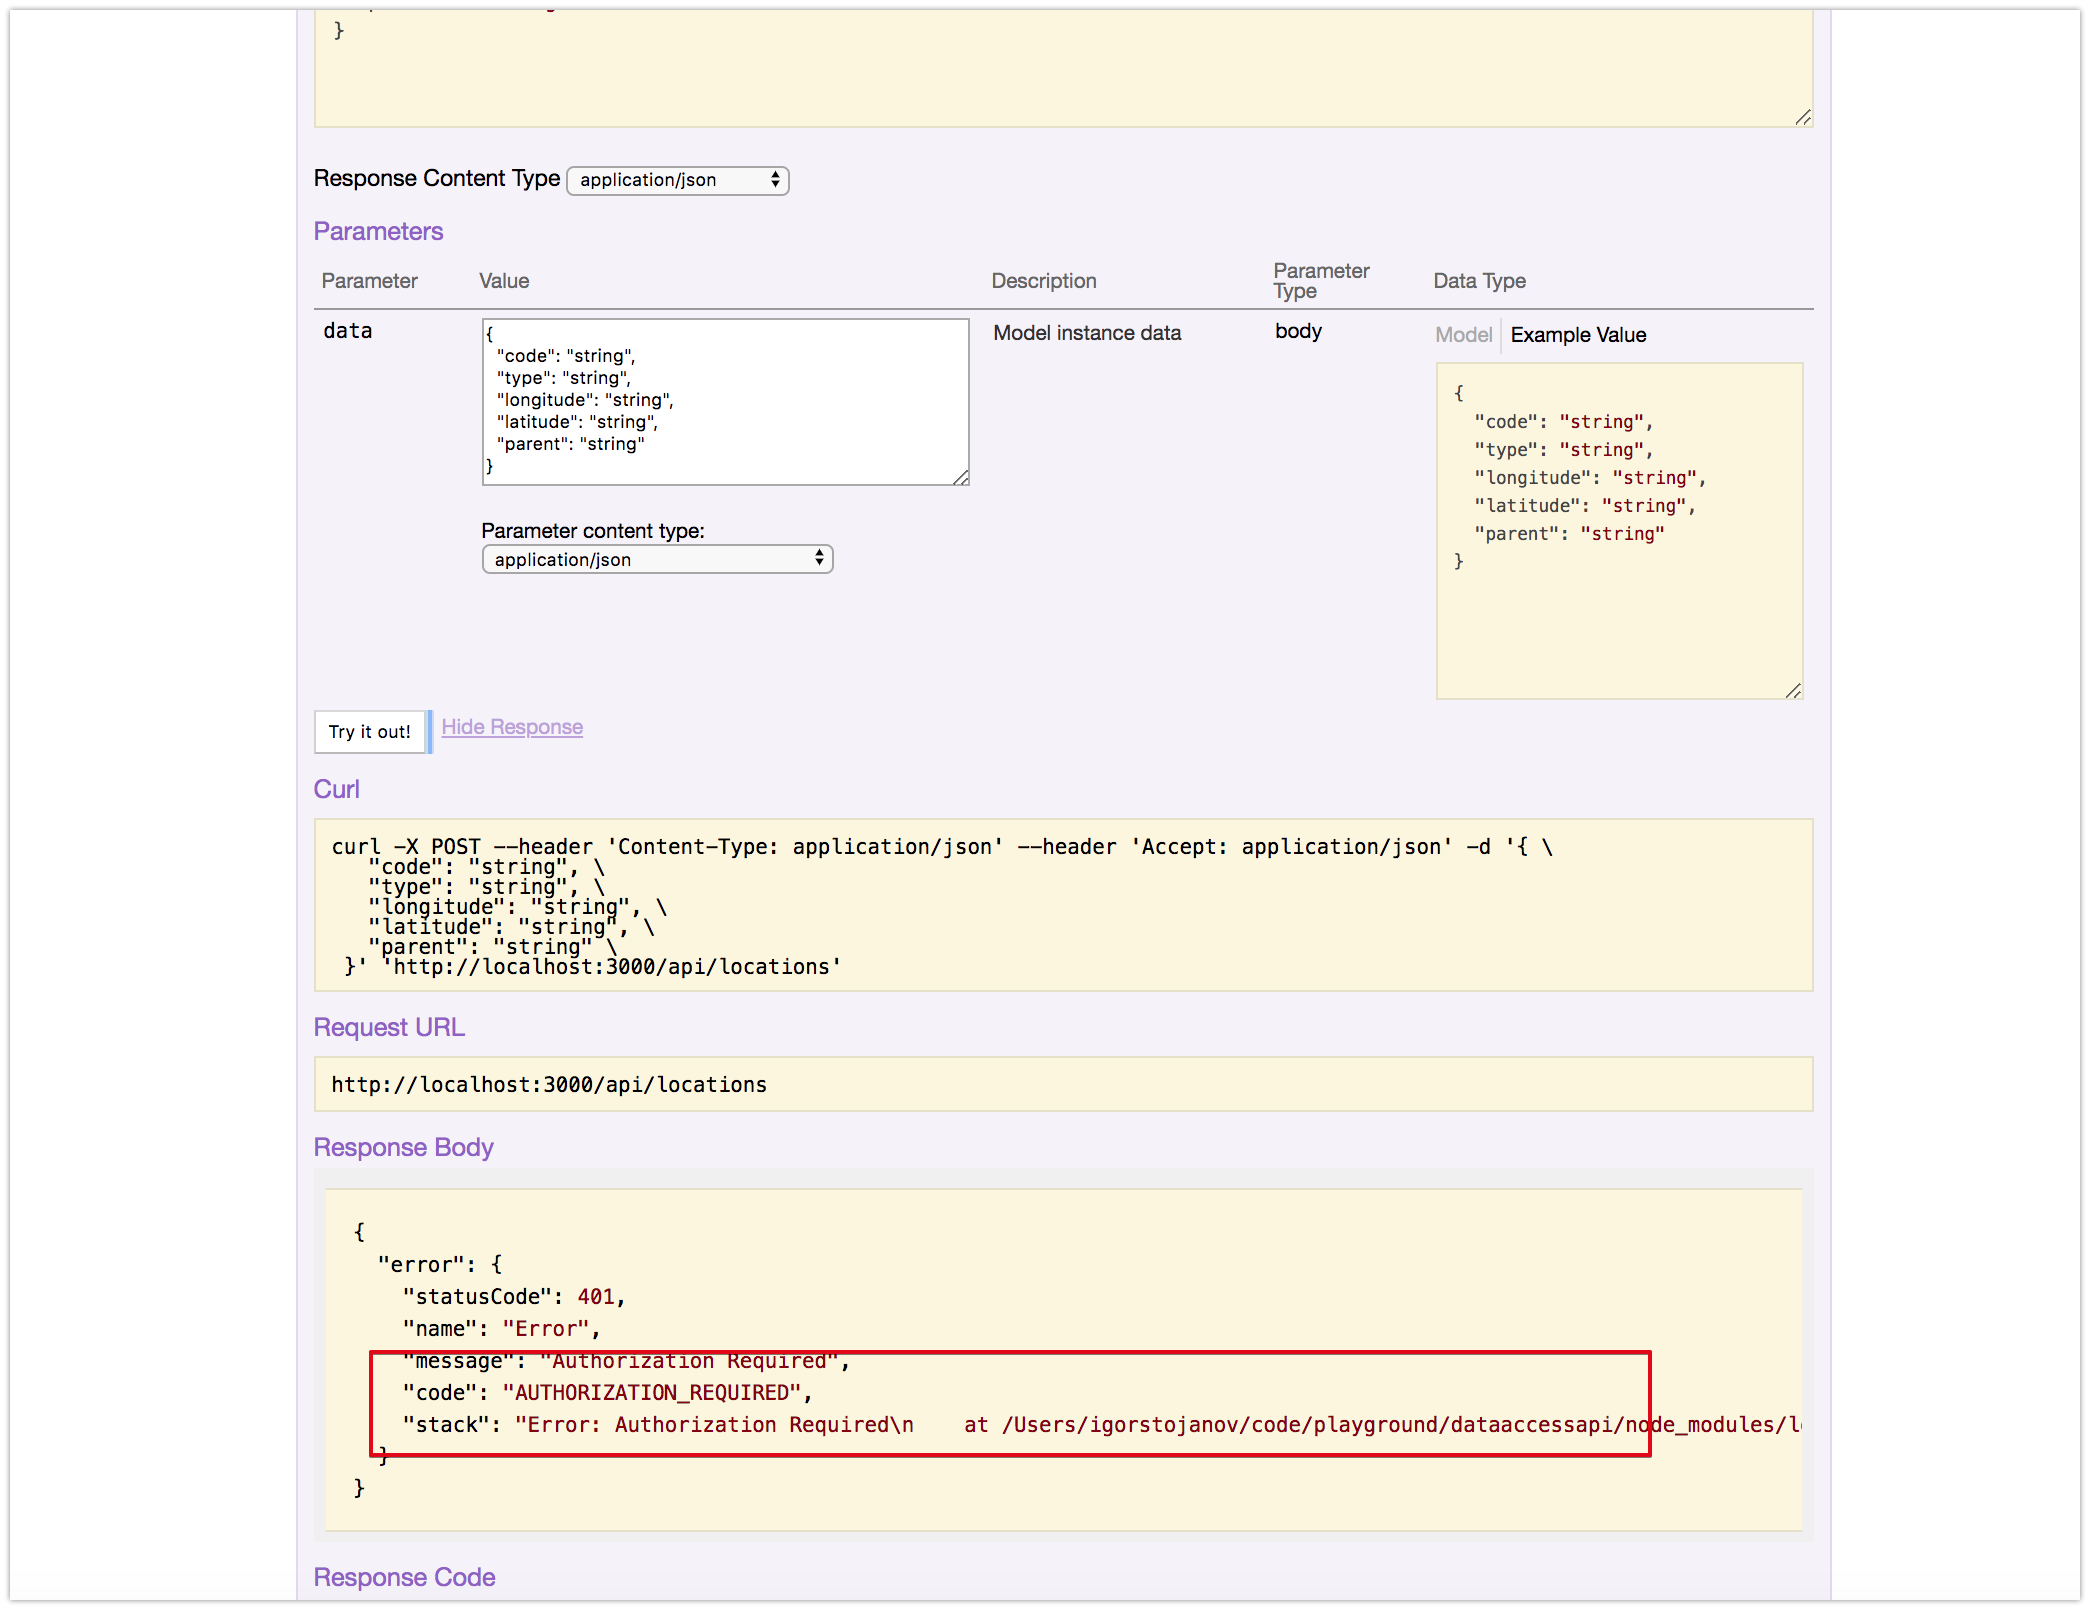 }
Response Content Type application/json
Parameters
Parameter Value Description Parameter Type Data Type
data
{
"code": "string",
"type": "string",
"longitude": "string",
"latitude": "string",
"parent": "string"
}
Parameter content type:
application/json
Model instance data
body
Model Example Value
{
"code": "string",
"type": "string",
"longitude": "string",
"latitude": "string",
"parent": "string"
}
Try it out! Hide Response
Curl
curl -X POST --header 'Content-Type: application/json' --header 'Accept: application/json' -d '{ \
"code": "string", \
"type": "string", \
"longitude": "string", \
"latitude": "string", \
"parent": "string" \
}' 'http://localhost:3000/api/locations'
Request URL
http://localhost:3000/api/locations
Response Body
{
"error": {
"statusCode": 401,
"name": "Error",
"message": "Authorization Required",
"code": "AUTHORIZATION_REQUIRED",
"stack": "Error: Authorization Required\n    at /Users/igorstojanov/code/playground/dataaccessapi/node_modules/
}
}
Response Code